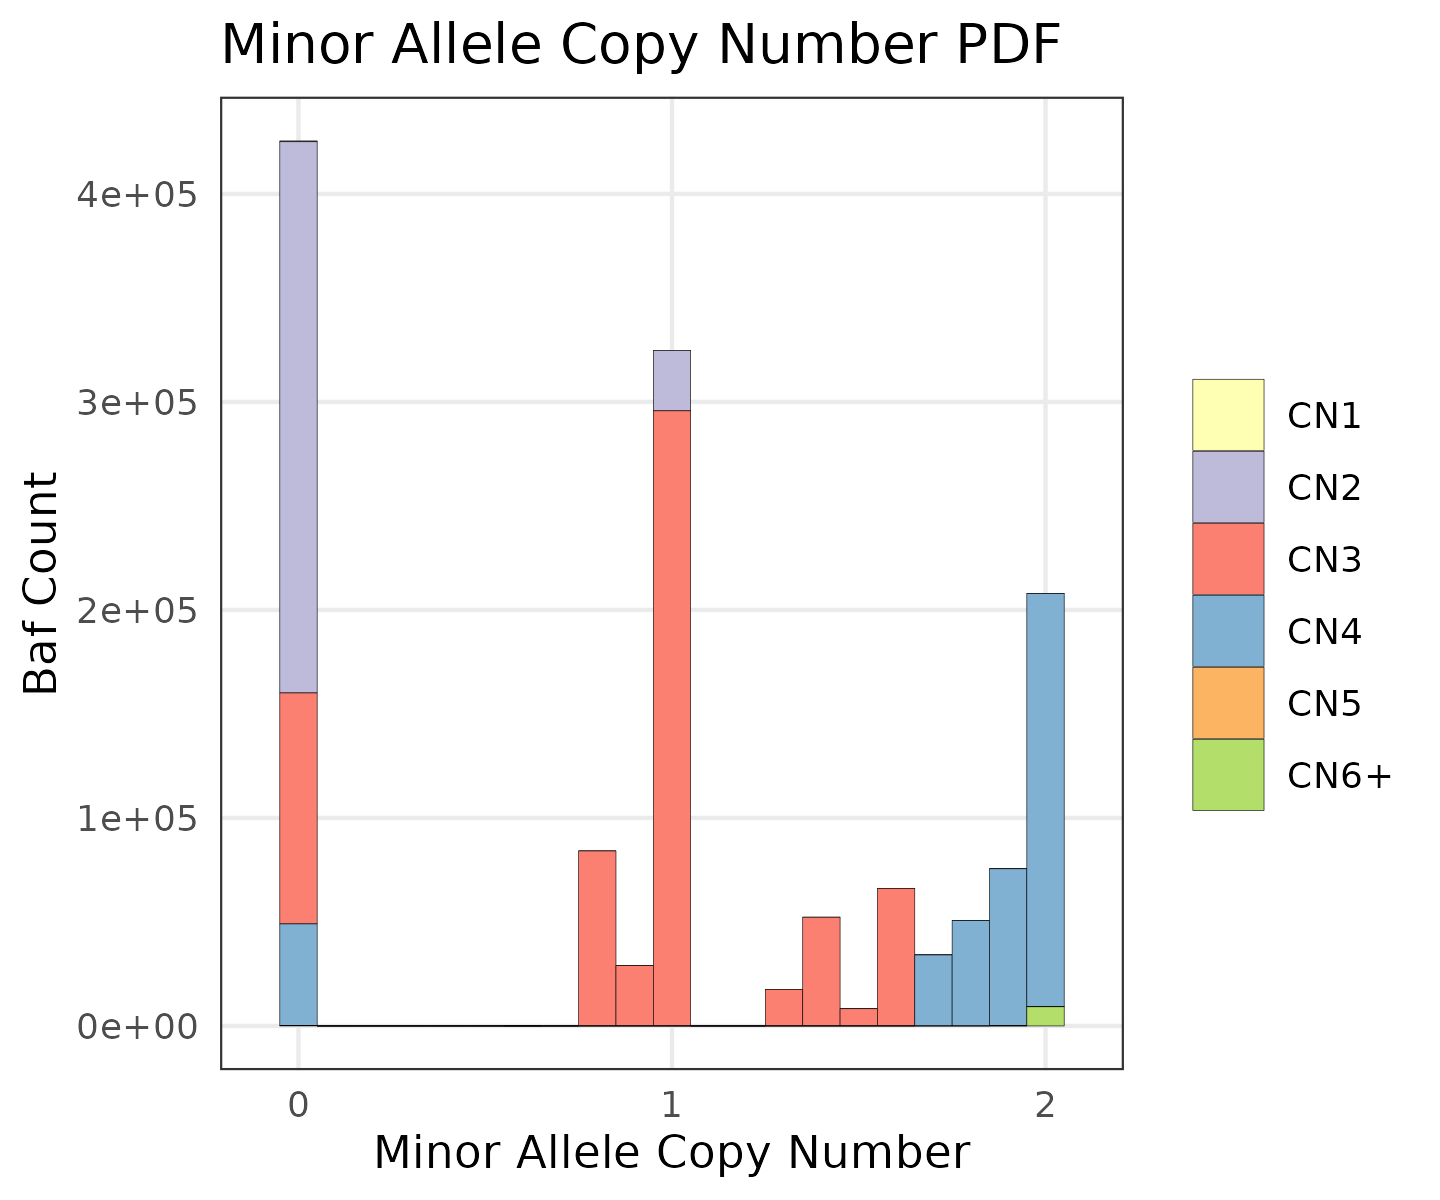 Minor Allele Copy Number PDF
4e+05
3e+05
2e+05
1e+05
0e+00
Baf Count
0
1
2
Minor Allele Copy Number
CN1
CN2
CN3
CN4
CN5
CN6+